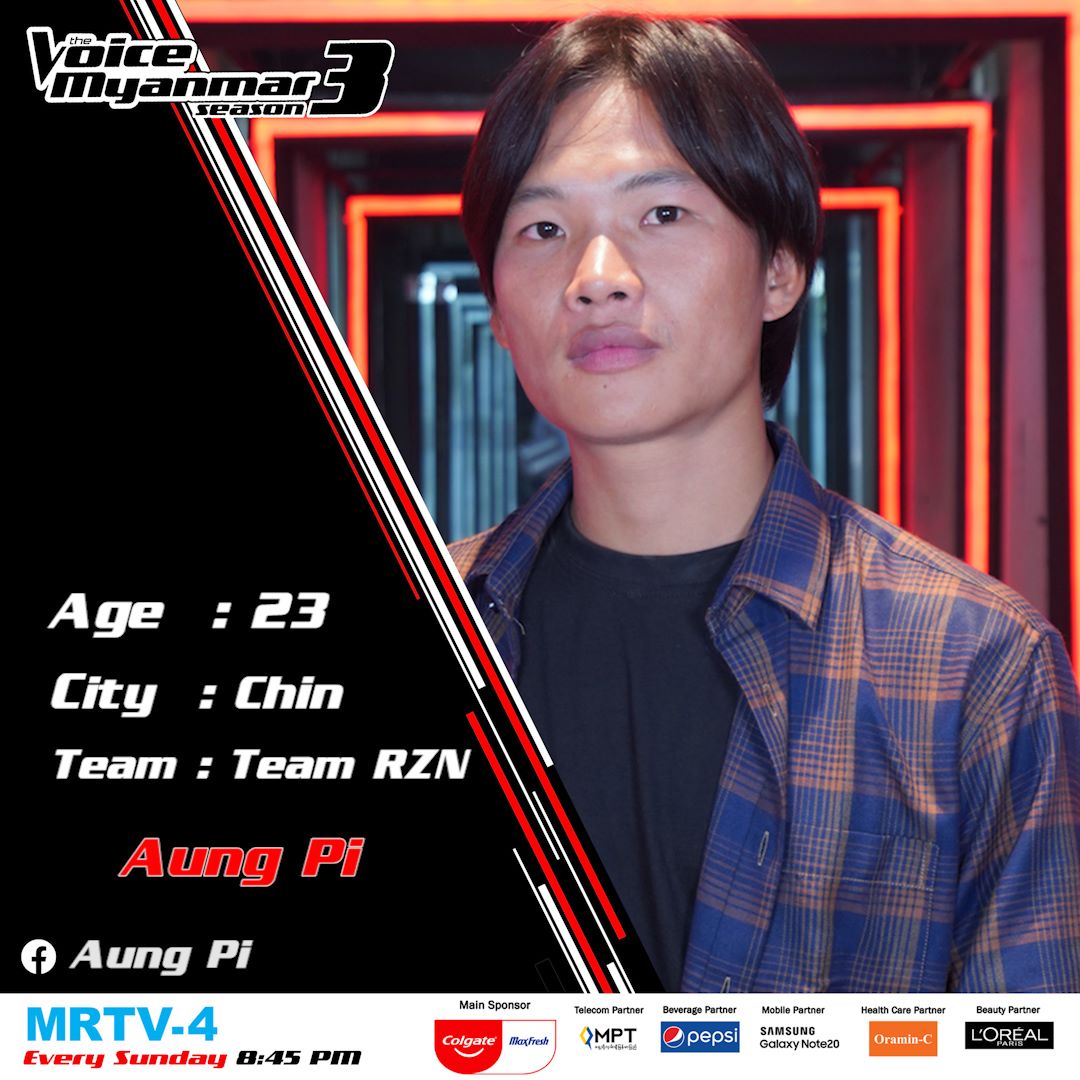 the Voice
Myanmar
season 3
Age : 23
City : Chin
Team : Team RZN
Aung Pi
Aung Pi
MRTV-4
Every Sunday 8:45 PM
Main Sponsor
Colgate MaxFresh
Telecom Partner
MPT
Beverage Partner
pepsi
Mobile Partner
SAMSUNG
Galaxy Note20
Health Care Partner
Oramin-C
Beauty Partner
L'ORÉAL
PARIS